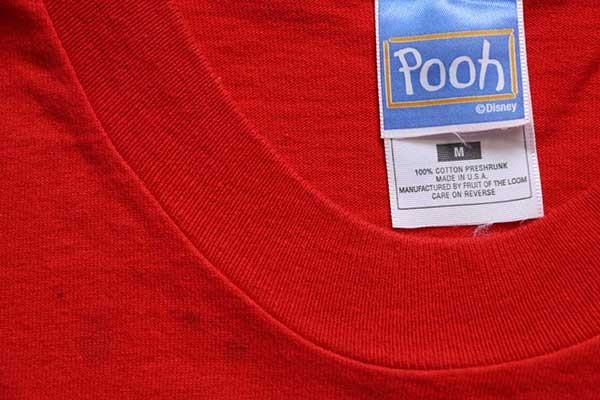 Pooh
©Disney
M
100% COTTON PRESHRUNK
MADE IN U.S.A.
MANUFACTURED BY FRUIT OF THE LOOM
CARE ON REVERSE